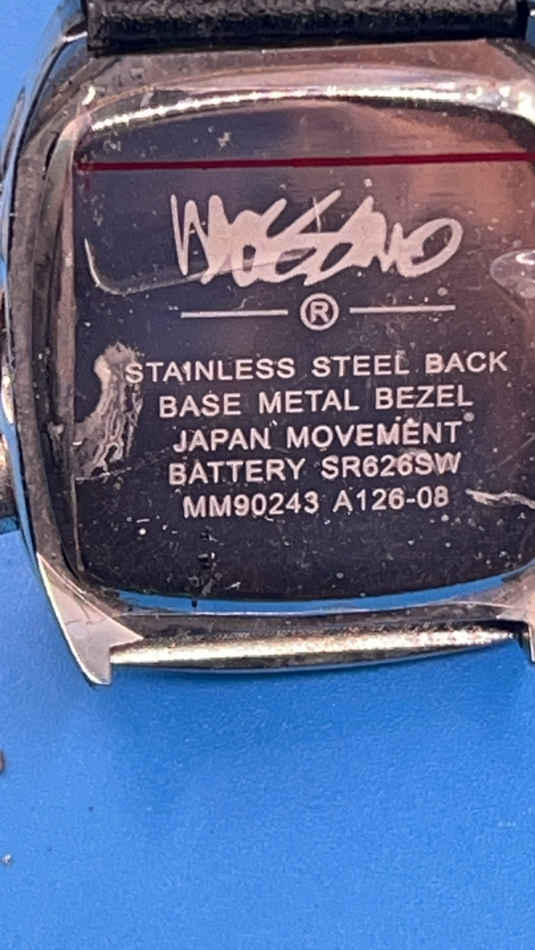 MOSSIMO
®
STAINLESS STEEL BACK
BASE METAL BEZEL
JAPAN MOVEMENT
BATTERY SR626SW
MM90243 A126-08